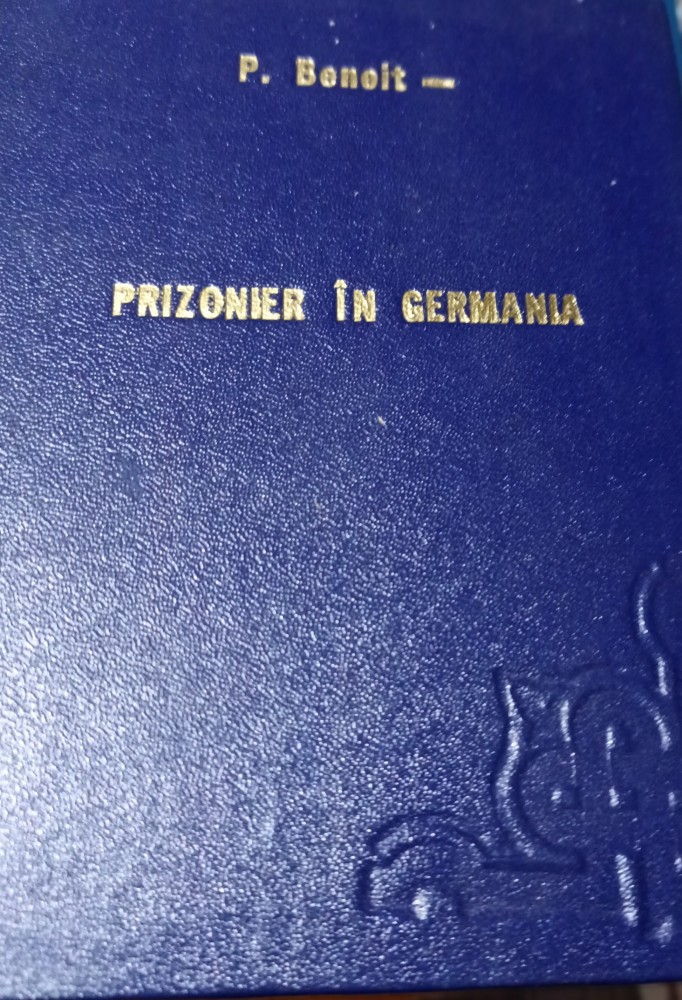 P. Benoit —
PRIZONIER ÎN GERMANIA